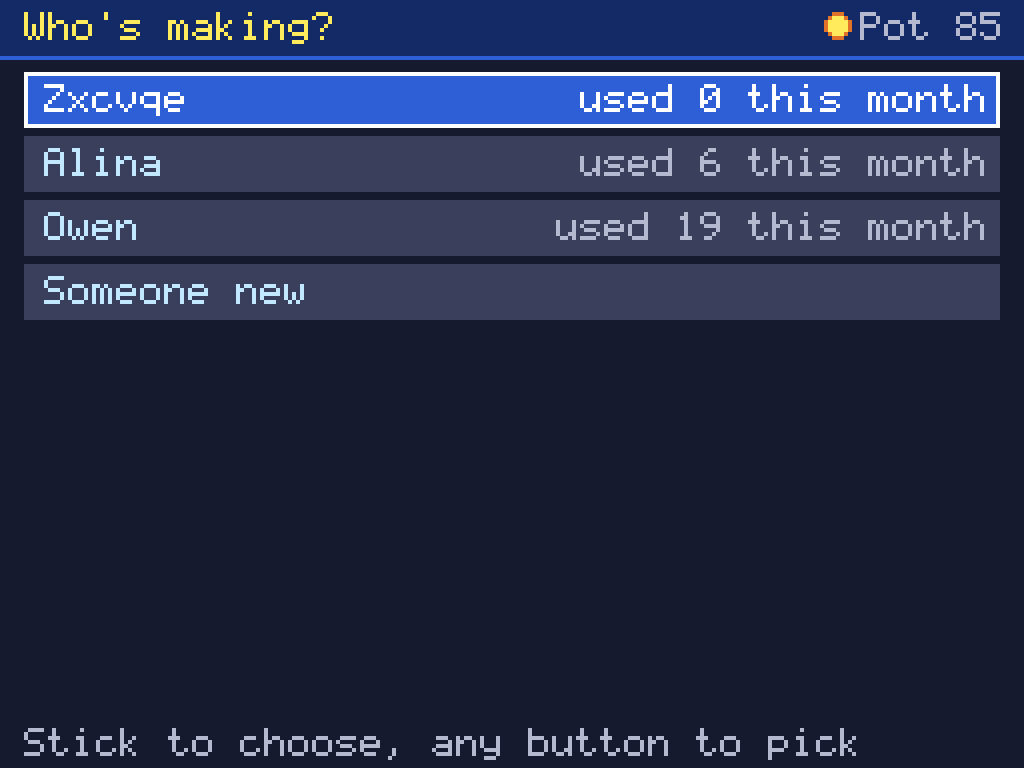 Who's making?
Pot 85
Zxcvqe used 0 this month
Alina used 6 this month
Owen used 19 this month
Someone new
Stick to choose, any button to pick